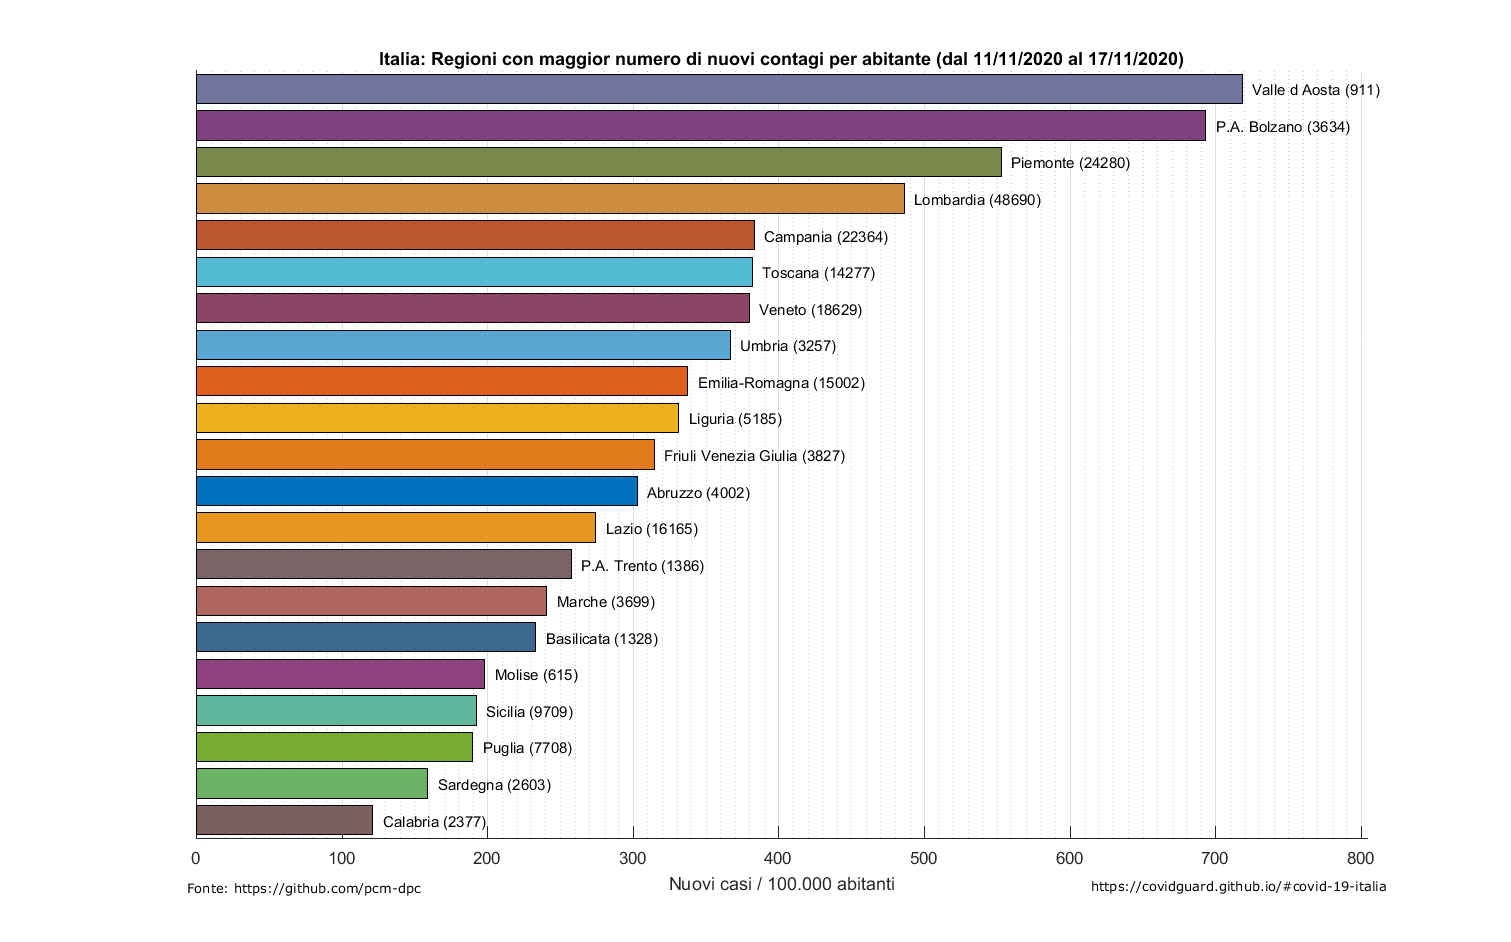 Italia: Regioni con maggior numero di nuovi contagi per abitante (dal 11/11/2020 al 17/11/2020)
Valle d Aosta (911)
P.A. Bolzano (3634)
Piemonte (24280)
Lombardia (48690)
Campania (22364)
Toscana (14277)
Veneto (18629)
Umbria (3257)
Emilia-Romagna (15002)
Liguria (5185)
Friuli Venezia Giulia (3827)
Abruzzo (4002)
Lazio (16165)
P.A. Trento (1386)
Marche (3699)
Basilicata (1328)
Molise (615)
Sicilia (9709)
Puglia (7708)
Sardegna (2603)
Calabria (2377)
0 100 200 300 400 500 600 700 800
Nuovi casi / 100.000 abitanti
Fonte: https://github.com/pcm-dpc
https://covidguard.github.io/#covid-19-italia